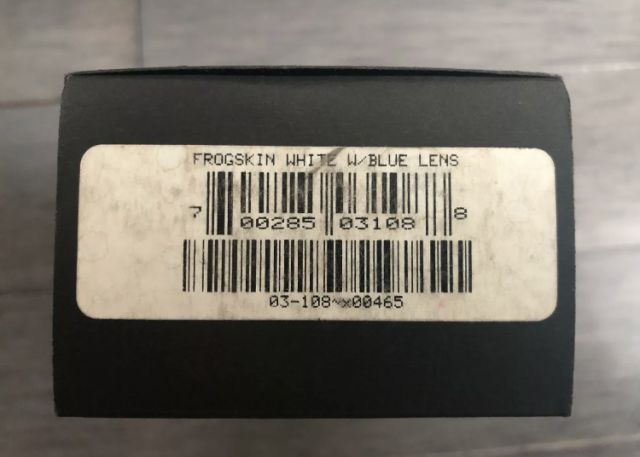 FROGSKIN WHITE W/BLUE LENS
7 00285 03108 8
03-108~x00465